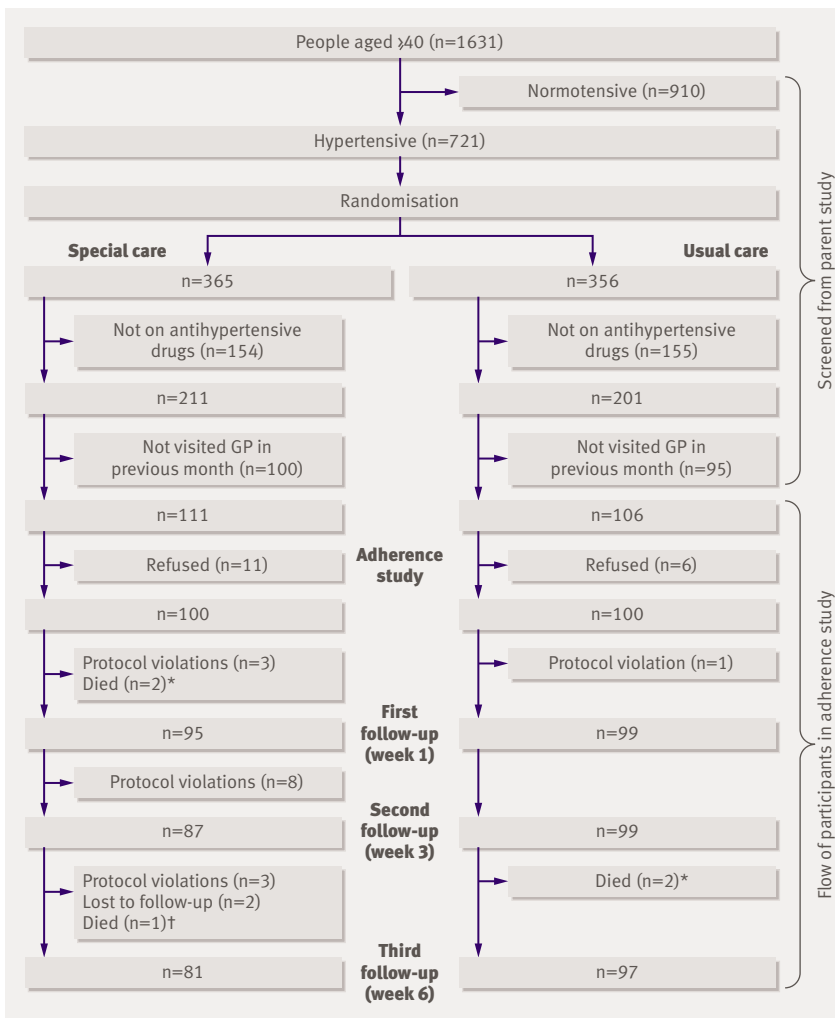 People aged ≥40 (n=1631)
Normotensive (n=910)
Hypertensive (n=721)
Randomisation
Special care
Usual care
n=365
n=356
Not on antihypertensive
drugs (n=154)
Not on antihypertensive
drugs (n=155)
n=211
n=201
Not visited GP in
previous month (n=100)
Not visited GP in
previous month (n=95)
Screened from parent study
n=111
n=106
Refused (n=11)
Adherence
study
Refused (n=6)
n=100
n=100
Protocol violations (n=3)
Died (n=2)*
Protocol violation (n=1)
n=95
First
follow-up
(week 1)
n=99
Protocol violations (n=8)
n=87
Second
follow-up
(week 3)
n=99
Protocol violations (n=3)
Lost to follow-up (n=2)
Died (n=1)†
Died (n=2)*
n=81
Third
follow-up
(week 6)
n=97
Flow of participants in adherence study